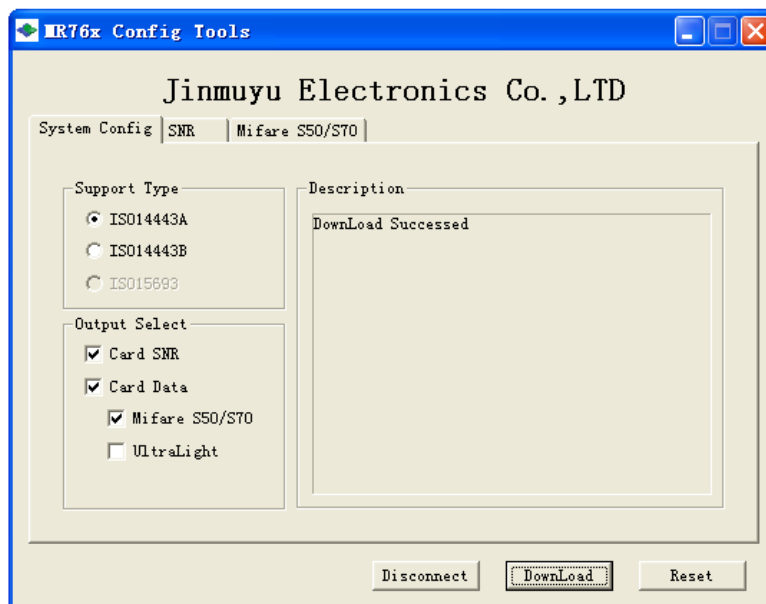 MR76x Config Tools
Jinmuyu Electronics Co.,LTD
System Config SNR Mifare S50/S70
Support Type
ISO14443A
ISO14443B
ISO15693
Output Select
Card SNR
Card Data
Mifare S50/S70
UltraLight
Description
DownLoad Successed
Disconnect DownLoad Reset